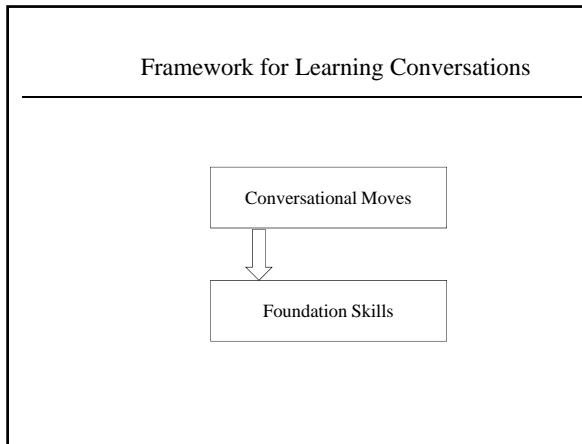 Framework for Learning Conversations
Conversational Moves
Foundation Skills